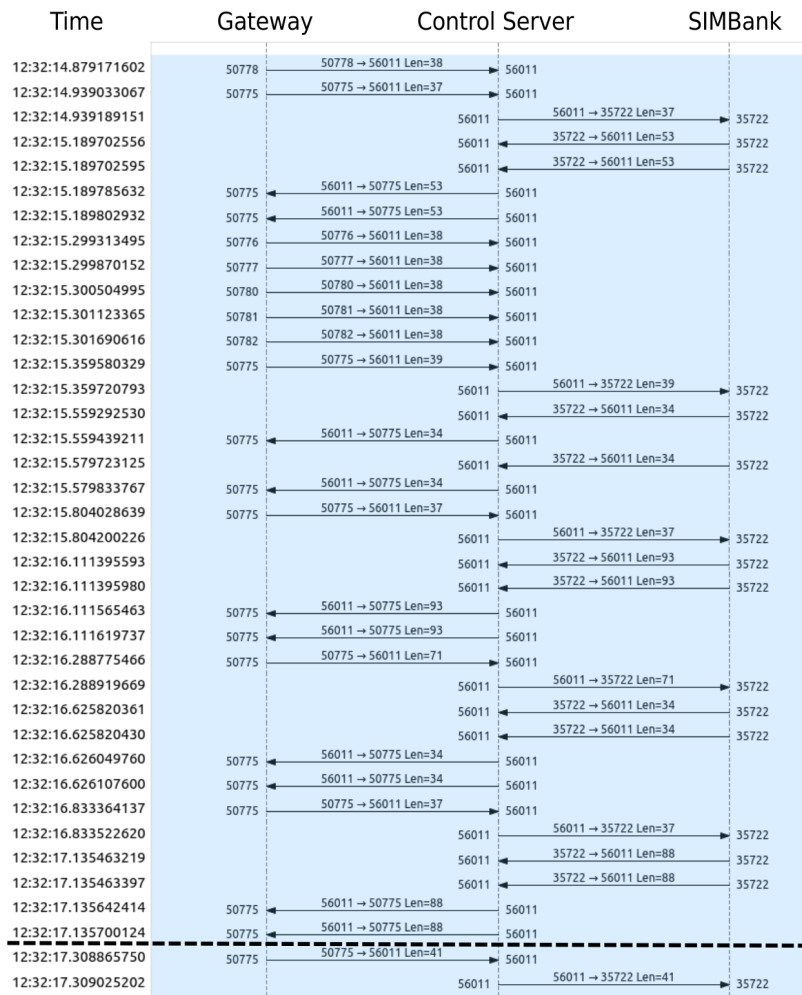 Time Gateway Control Server SIMBank
12:32:14.879171602 50778 50778 → 56011 Len=38 56011
12:32:14.939033067 50775 50775 → 56011 Len=37 56011
12:32:14.939189151 56011 56011 → 35722 Len=37 35722
12:32:15.189702556 56011 35722 → 56011 Len=53 35722
12:32:15.189702595 56011 35722 → 56011 Len=53 35722
12:32:15.189785632 50775 56011 → 50775 Len=53 56011
12:32:15.189802932 50775 56011 → 50775 Len=53 56011
12:32:15.299313495 50776 50776 → 56011 Len=38 56011
12:32:15.299870152 50777 50777 → 56011 Len=38 56011
12:32:15.300504995 50780 50780 → 56011 Len=38 56011
12:32:15.301123365 50781 50781 → 56011 Len=38 56011
12:32:15.301690616 50782 50782 → 56011 Len=38 56011
12:32:15.359580329 50775 50775 → 56011 Len=39 56011
12:32:15.359720793 56011 56011 → 35722 Len=39 35722
12:32:15.559292530 56011 35722 → 56011 Len=34 35722
12:32:15.559439211 50775 56011 → 50775 Len=34 56011
12:32:15.579723125 56011 35722 → 56011 Len=34 35722
12:32:15.579833767 50775 56011 → 50775 Len=34 56011
12:32:15.804028639 50775 50775 → 56011 Len=37 56011
12:32:15.804200226 56011 56011 → 35722 Len=37 35722
12:32:16.111395593 56011 35722 → 56011 Len=93 35722
12:32:16.111395980 56011 35722 → 56011 Len=93 35722
12:32:16.111565463 50775 56011 → 50775 Len=93 56011
12:32:16.111619737 50775 56011 → 50775 Len=93 56011
12:32:16.288775466 50775 50775 → 56011 Len=71 56011
12:32:16.288919669 56011 56011 → 35722 Len=71 35722
12:32:16.625820361 56011 35722 → 56011 Len=34 35722
12:32:16.625820430 56011 35722 → 56011 Len=34 35722
12:32:16.626049760 50775 56011 → 50775 Len=34 56011
12:32:16.626107600 50775 56011 → 50775 Len=34 56011
12:32:16.833364137 50775 50775 → 56011 Len=37 56011
12:32:16.833522620 56011 56011 → 35722 Len=37 35722
12:32:17.135463219 56011 35722 → 56011 Len=88 35722
12:32:17.135463397 56011 35722 → 56011 Len=88 35722
12:32:17.135642414 50775 56011 → 50775 Len=88 56011
12:32:17.135700124 50775 56011 → 50775 Len=88 56011
12:32:17.308865750 50775 50775 → 56011 Len=41 56011
12:32:17.309025202 56011 56011 → 35722 Len=41 35722